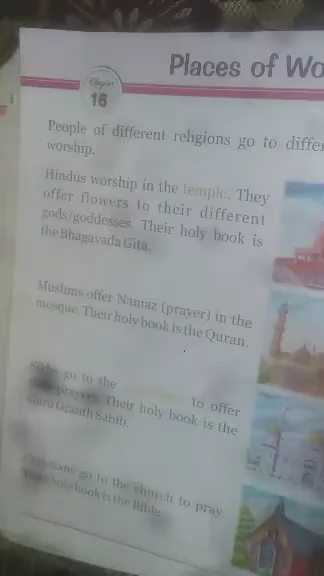 Places of Wo
Chapter
16
People of different religions go to differe
worship.
Hindus worship in the temple. They
offer flowers to their different
gods/goddesses. Their holy book is
the Bhagavada Gita.
Muslims offer Namaz (prayer) in the
mosque. Their holy book is the Quran.
go to the
to offer
prayers. Their holy book is the
Guru Granth Sahib.
Christians go to the church to pray.
holy book is the Bible.